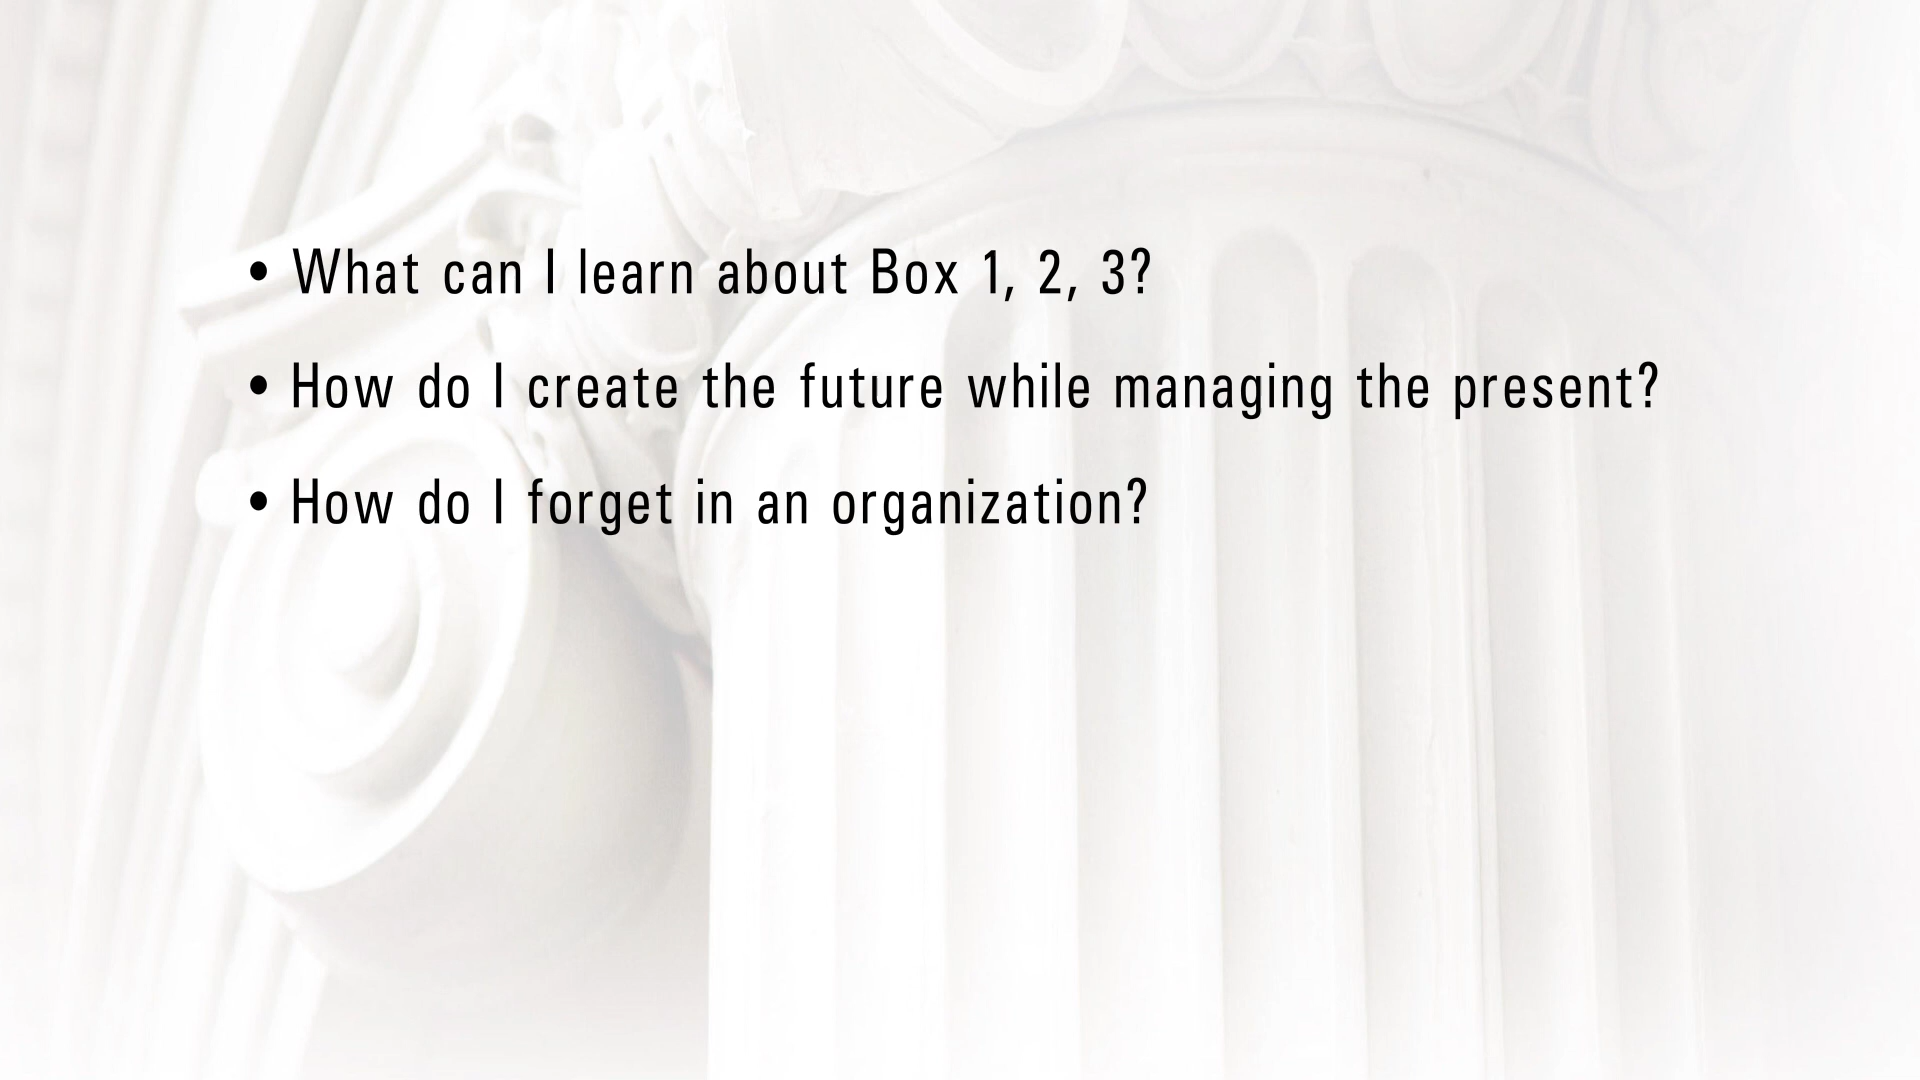 • What can I learn about Box 1, 2, 3?
• How do I create the future while managing the present?
• How do I forget in an organization?